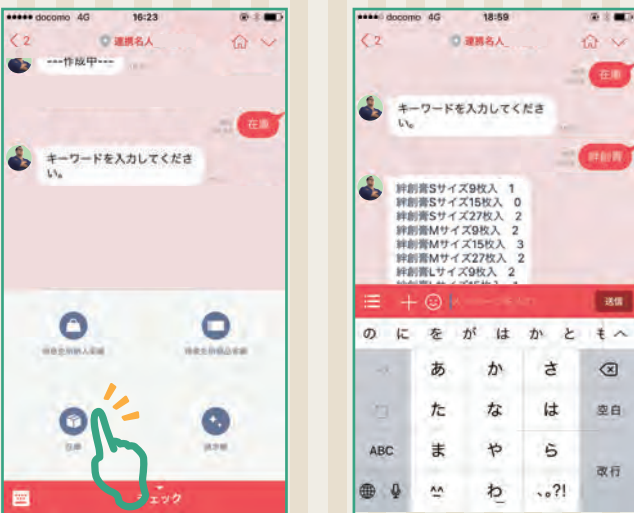 docomo 4G 16:23
2 連携名人
---作成中---
在庫
キーワードを入力してくださ
い。
在庫
チェック
docomo 4G 18:59
2 連携名人
在庫
キーワードを入力してくださ
い。
絆創膏
絆創膏Sサイズ9枚入 1
絆創膏Sサイズ15枚入 0
絆創膏Sサイズ27枚入 2
絆創膏Mサイズ9枚入 2
絆創膏Mサイズ15枚入 3
絆創膏Mサイズ27枚入 2
絆創膏Lサイズ9枚入 2
送信
の に を が は か と も へ
あ か さ
た な は 空白
ABC ま や ら
改行
^^ わ 、。?!